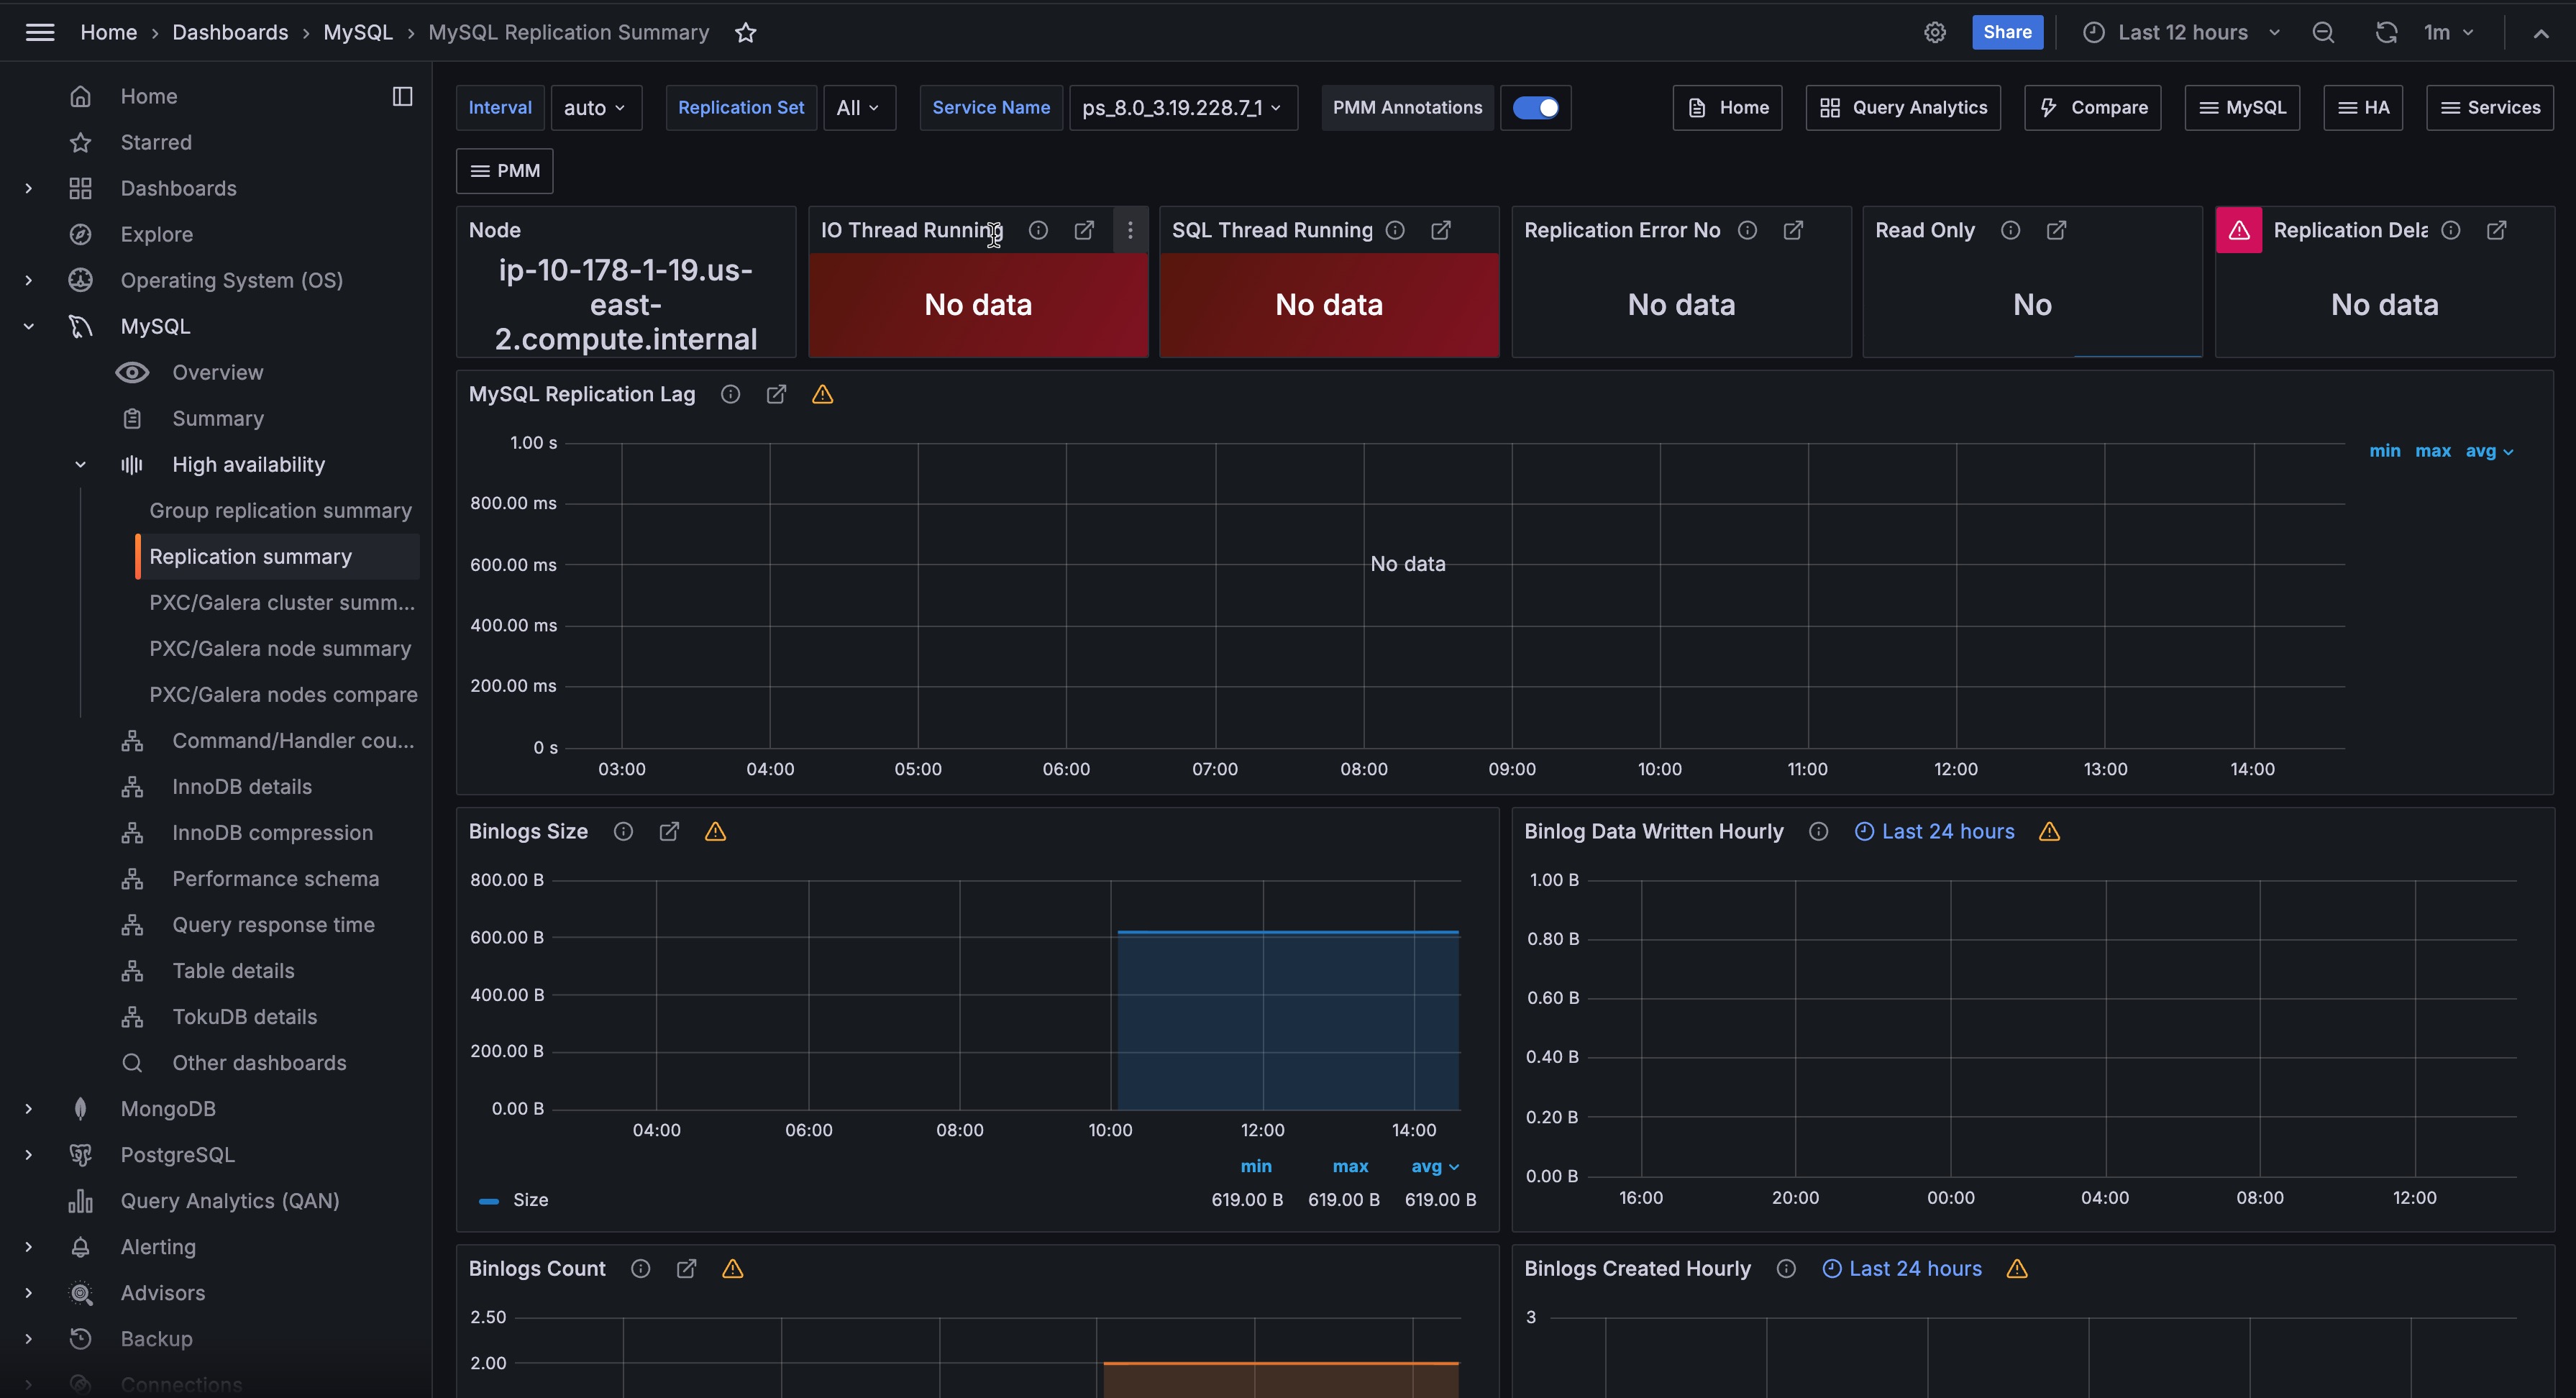 Home › Dashboards › MySQL › MySQL Replication Summary
Share
Last 12 hours
1m
Home
Starred
Dashboards
Explore
Operating System (OS)
MySQL
Overview
Summary
High availability
Group replication summary
Replication summary
PXC/Galera cluster summ...
PXC/Galera node summary
PXC/Galera nodes compare
Command/Handler cou...
InnoDB details
InnoDB compression
Performance schema
Query response time
Table details
TokuDB details
Other dashboards
MongoDB
PostgreSQL
Query Analytics (QAN)
Alerting
Advisors
Backup
Connections
Interval auto Replication Set All Service Name ps_8.0_3.19.228.7_1 PMM Annotations
Home Query Analytics Compare MySQL HA Services
PMM
Node
ip-10-178-1-19.us-
east-
2.compute.internal
IO Thread Running
No data
SQL Thread Running
No data
Replication Error No
No data
Read Only
No
Replication Dela
No data
MySQL Replication Lag
1.00 s
800.00 ms
600.00 ms
400.00 ms
200.00 ms
0 s
No data
03:00 04:00 05:00 06:00 07:00 08:00 09:00 10:00 11:00 12:00 13:00 14:00
min max avg
Binlogs Size
800.00 B
600.00 B
400.00 B
200.00 B
0.00 B
04:00 06:00 08:00 10:00 12:00 14:00
min max avg
Size 619.00 B 619.00 B 619.00 B
Binlog Data Written Hourly Last 24 hours
1.00 B
0.80 B
0.60 B
0.40 B
0.20 B
0.00 B
16:00 20:00 00:00 04:00 08:00 12:00
Binlogs Count
2.50
2.00
Binlogs Created Hourly Last 24 hours
3